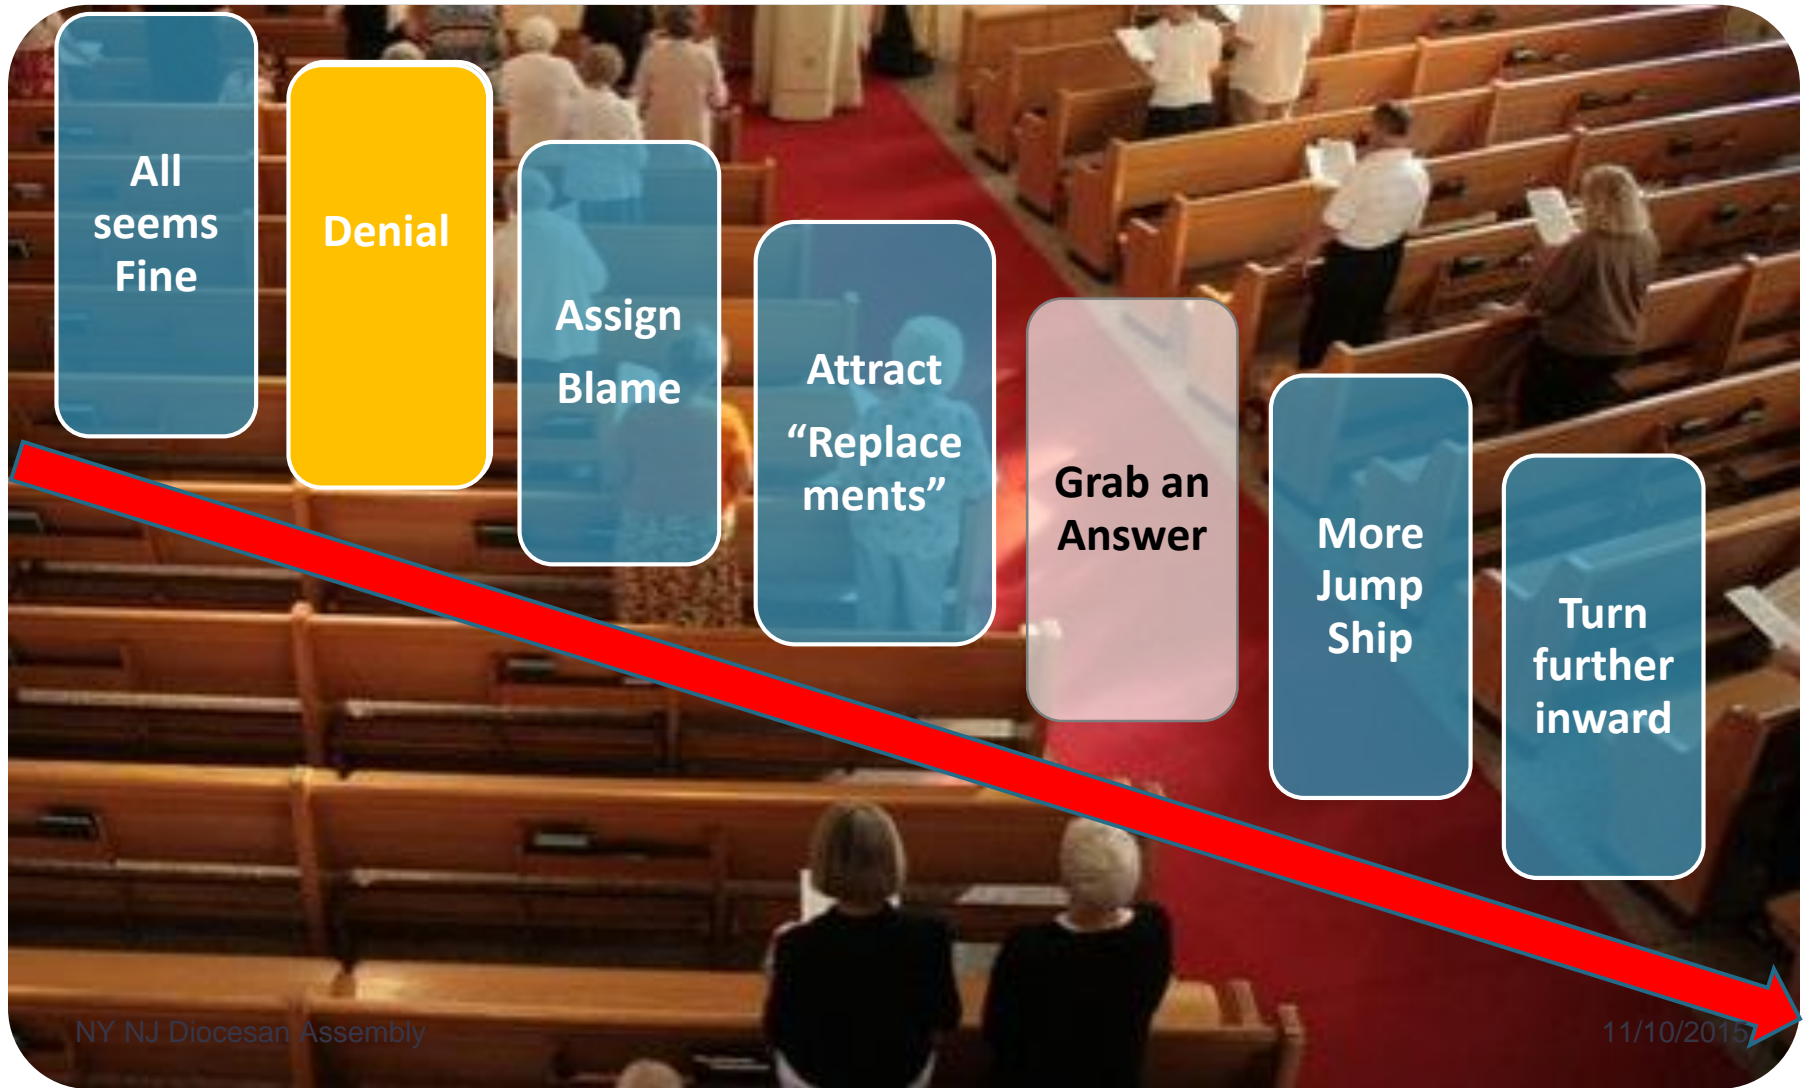 All
seems
Fine
Denial
Assign
Blame
Attract
“Replace
ments”
Grab an
Answer
More
Jump
Ship
Turn
further
inward
NY NJ Diocesan Assembly
11/10/2015